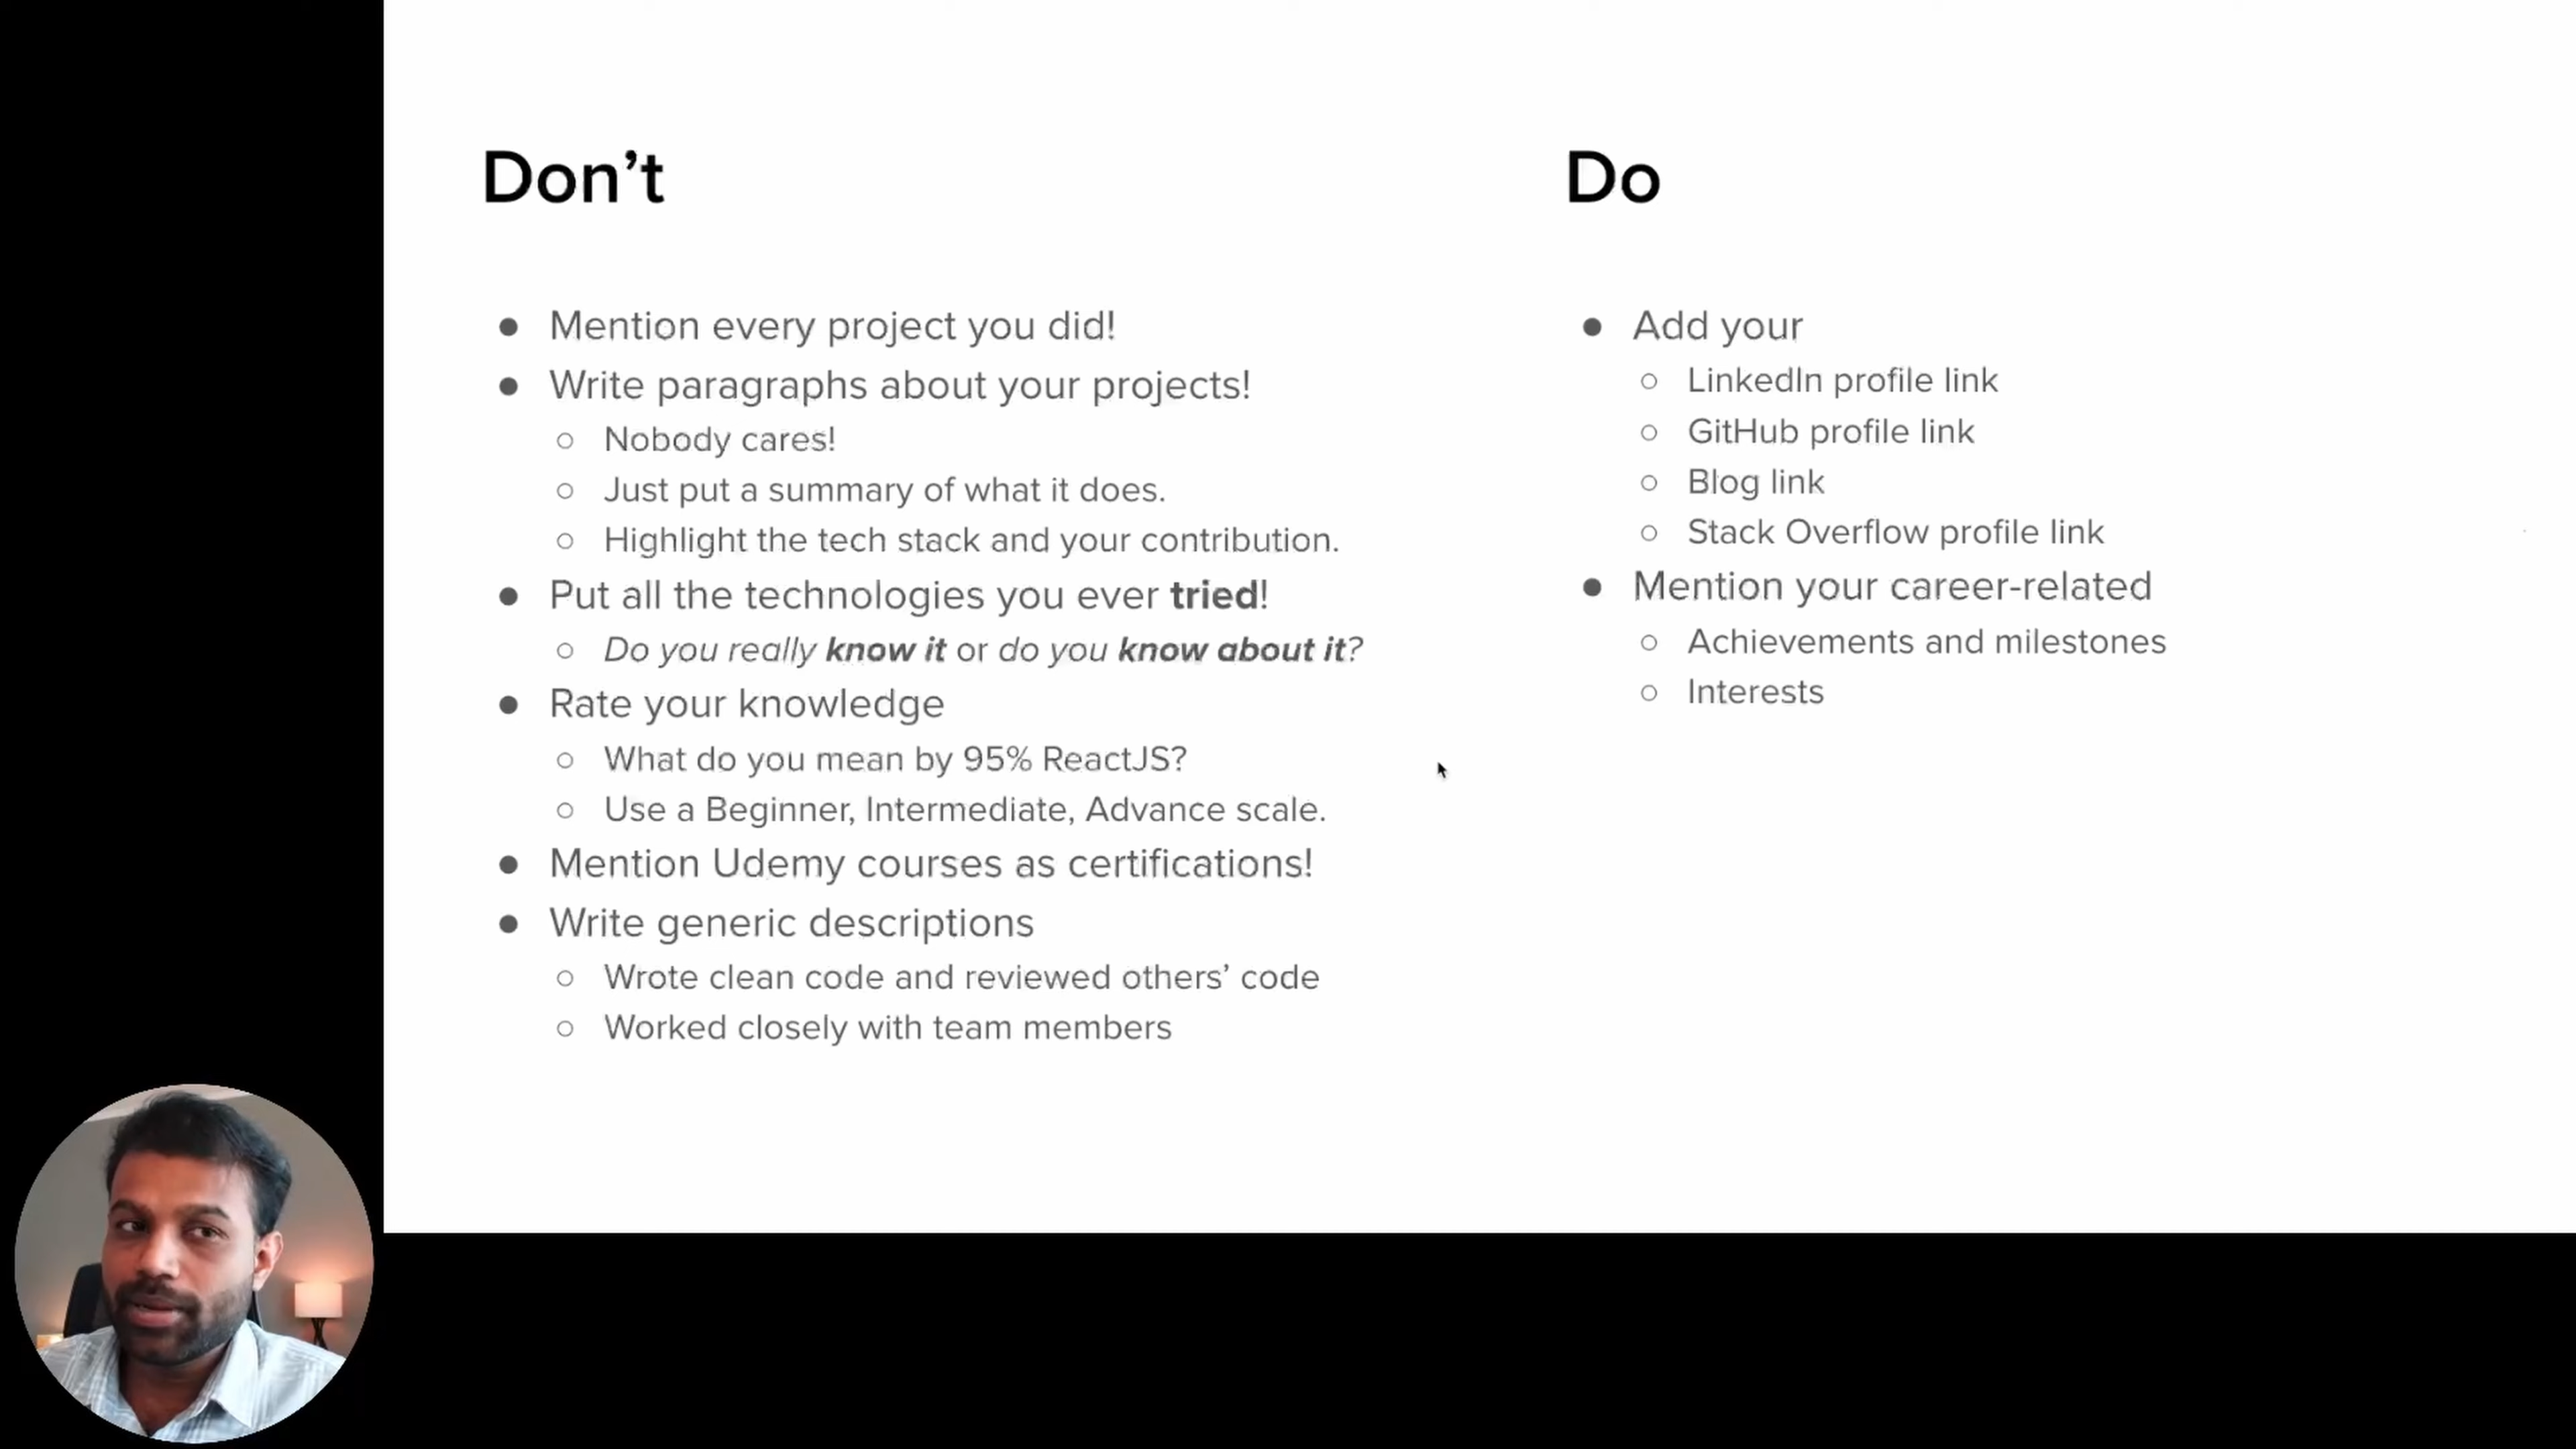 Don’t
Mention every project you did!
Write paragraphs about your projects!
Nobody cares!
Just put a summary of what it does.
Highlight the tech stack and your contribution.
Put all the technologies you ever tried!
Do you really know it or do you know about it?
Rate your knowledge
What do you mean by 95% ReactJS?
Use a Beginner, Intermediate, Advance scale.
Mention Udemy courses as certifications!
Write generic descriptions
Wrote clean code and reviewed others’ code
Worked closely with team members
Do
Add your
LinkedIn profile link
GitHub profile link
Blog link
Stack Overflow profile link
Mention your career-related
Achievements and milestones
Interests